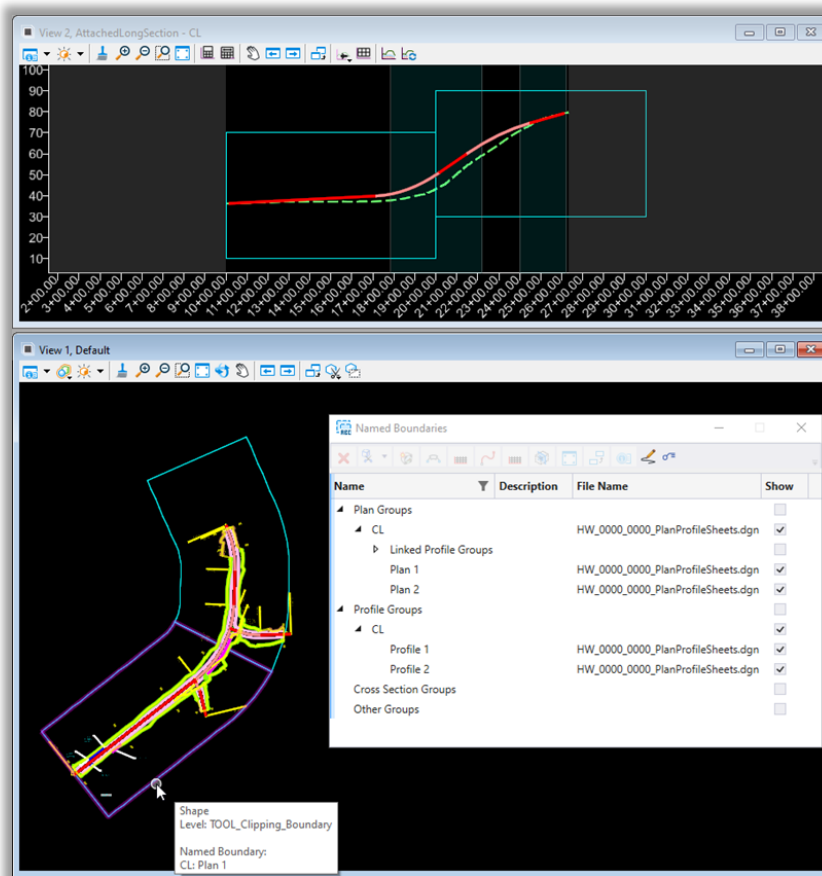 View 2, AttachedLongSection - CL
100
90
80
70
60
50
40
30
20
10
2+00.00 3+00.00 4+00.00 5+00.00 6+00.00 7+00.00 8+00.00 9+00.00 10+00.00 11+00.00 12+00.00 13+00.00 14+00.00 15+00.00 16+00.00 17+00.00 18+00.00 19+00.00 20+00.00 21+00.00 22+00.00 23+00.00 24+00.00 25+00.00 26+00.00 27+00.00 28+00.00 29+00.00 30+00.00 31+00.00 32+00.00 33+00.00 34+00.00 35+00.00 36+00.00 37+00.00 38+00.00
View 1, Default
Named Boundaries
Name Description File Name Show
Plan Groups
CL HW_0000_0000_PlanProfileSheets.dgn
Linked Profile Groups
Plan 1 HW_0000_0000_PlanProfileSheets.dgn
Plan 2 HW_0000_0000_PlanProfileSheets.dgn
Profile Groups
CL
Profile 1 HW_0000_0000_PlanProfileSheets.dgn
Profile 2 HW_0000_0000_PlanProfileSheets.dgn
Cross Section Groups
Other Groups
Shape
Level: TOOL_Clipping_Boundary
Named Boundary:
CL: Plan 1